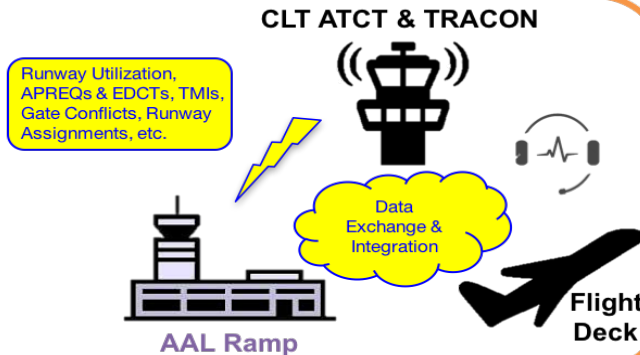 CLT ATCT & TRACON
Runway Utilization,
APREQs & EDCTs, TMIs,
Gate Conflicts, Runway
Assignments, etc.
Data
Exchange &
Integration
Flight
Deck
AAL Ramp